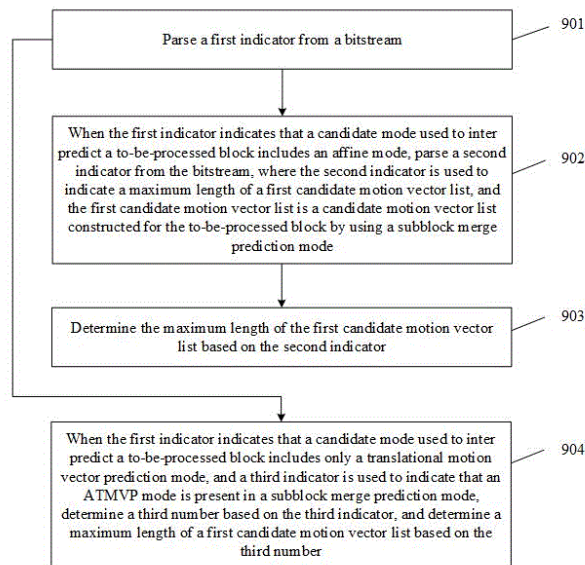 901
Parse a first indicator from a bitstream
When the first indicator indicates that a candidate mode used to inter
predict a to-be-processed block includes an affine mode, parse a second
indicator from the bitstream, where the second indicator is used to
indicate a maximum length of a first candidate motion vector list, and
the first candidate motion vector list is a candidate motion vector list
constructed for the to-be-processed block by using a subblock merge
prediction mode
902
Determine the maximum length of the first candidate motion vector
list based on the second indicator
903
When the first indicator indicates that a candidate mode used to inter
predict a to-be-processed block includes only a translational motion
vector prediction mode, and a third indicator is used to indicate that an
ATMVP mode is present in a subblock merge prediction mode,
determine a third number based on the third indicator, and determine a
maximum length of a first candidate motion vector list based on the
third number
904